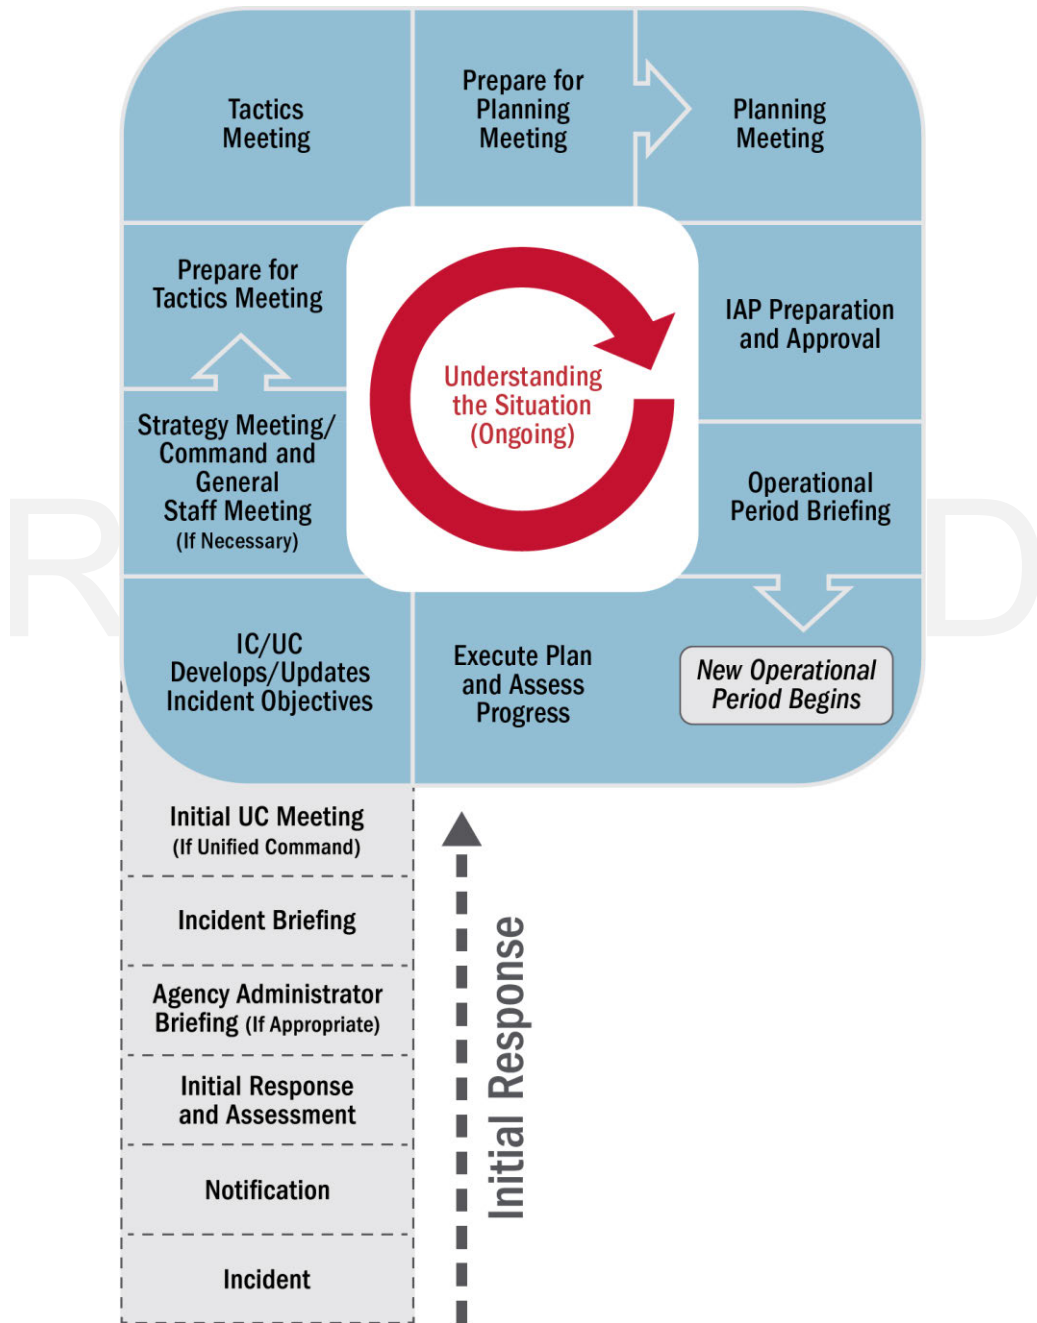 Tactics
Meeting
Prepare for
Planning
Meeting
Planning
Meeting
Prepare for
Tactics Meeting
IAP Preparation
and Approval
Understanding
the Situation
(Ongoing)
Strategy Meeting/
Command and
General
Staff Meeting
(If Necessary)
Operational
Period Briefing
IC/UC
Develops/Updates
Incident Objectives
Execute Plan
and Assess
Progress
New Operational
Period Begins
Initial UC Meeting
(If Unified Command)
Incident Briefing
Agency Administrator
Briefing (If Appropriate)
Initial Response
and Assessment
Notification
Incident
Initial Response